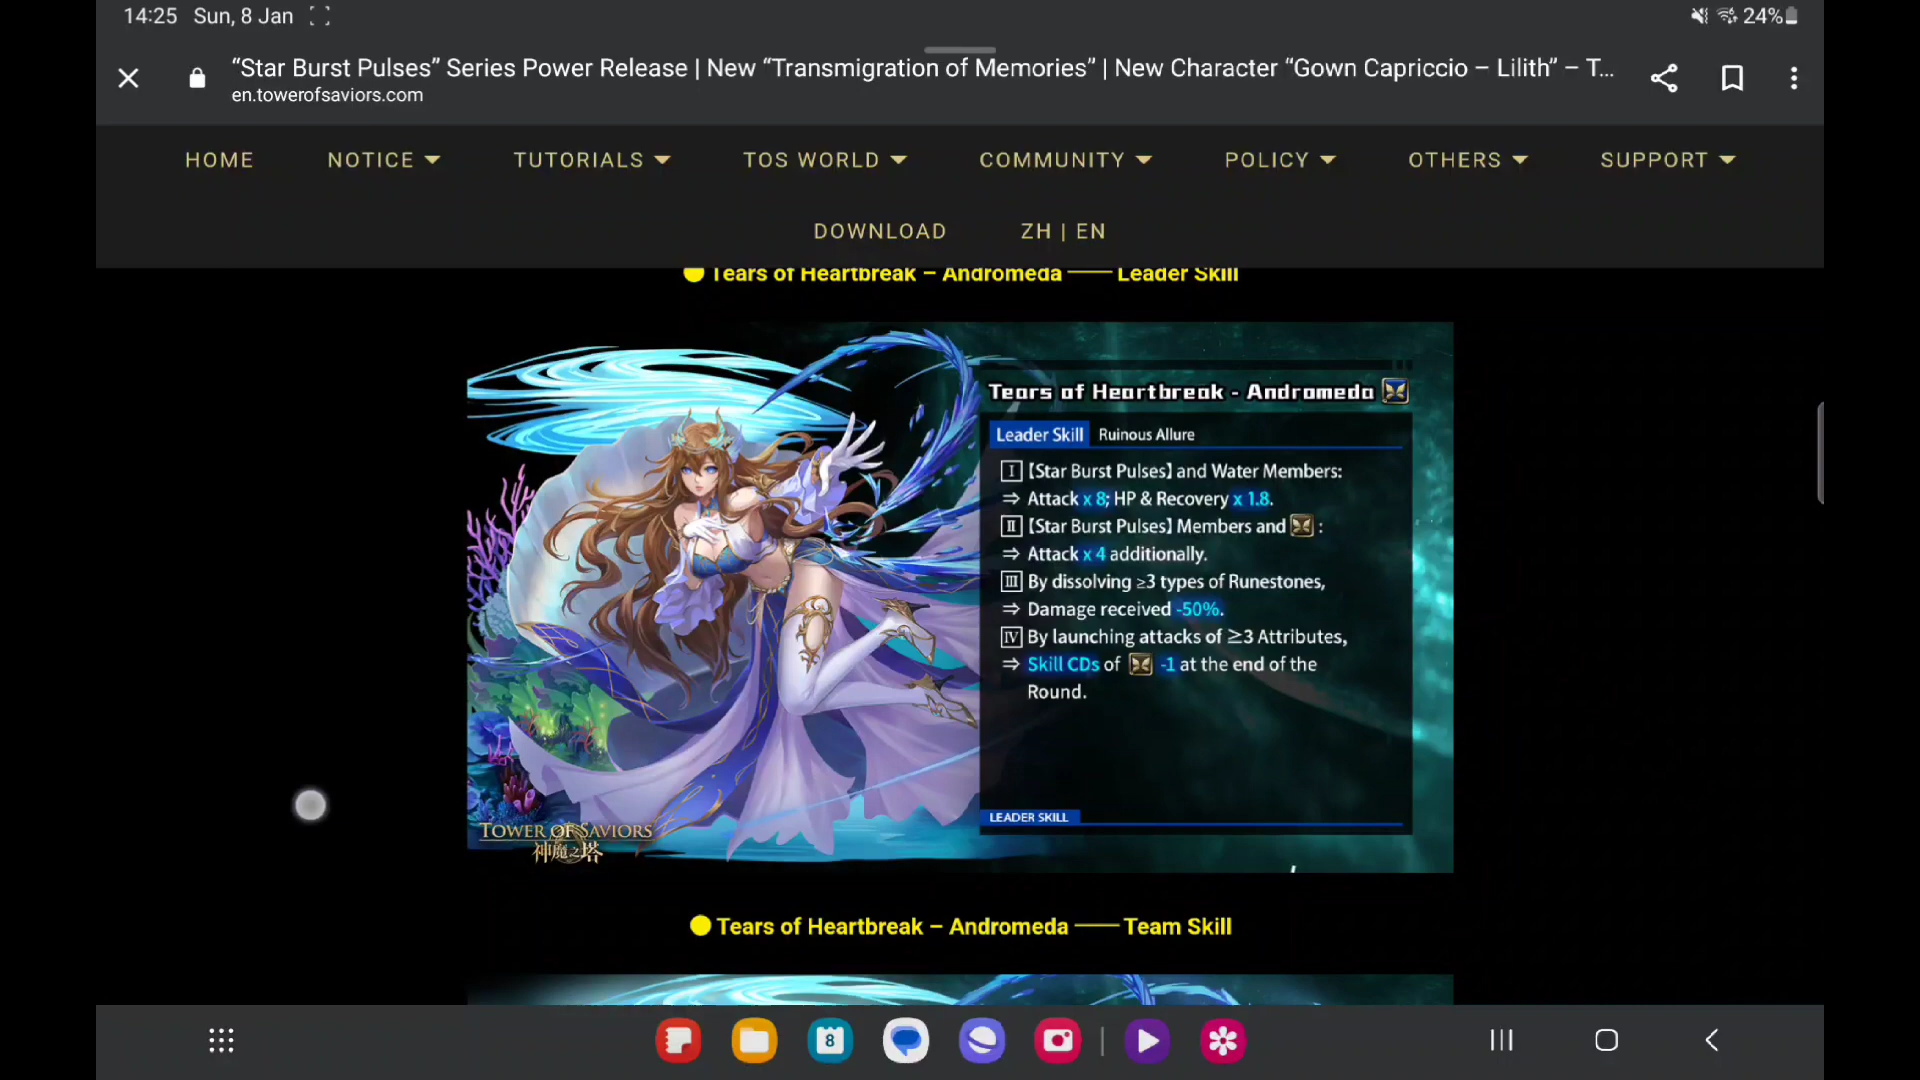 14:25 Sun, 8 Jan 24%
“Star Burst Pulses” Series Power Release | New “Transmigration of Memories” | New Character “Gown Capriccio – Lilith” – T...
en.towerofsaviors.com
HOME NOTICE TUTORIALS TOS WORLD COMMUNITY POLICY OTHERS SUPPORT
DOWNLOAD ZH | EN
Tears of Heartbreak – Andromeda —— Leader Skill
Tears of Heartbreak - Andromeda
Leader Skill Ruinous Allure
I 【Star Burst Pulses】 and Water Members:
⇒ Attack x 8; HP & Recovery x 1.8.
II 【Star Burst Pulses】 Members and :
⇒ Attack x 4 additionally.
III By dissolving ≥3 types of Runestones,
⇒ Damage received -50%.
IV By launching attacks of ≥3 Attributes,
⇒ Skill CDs of -1 at the end of the
Round.
LEADER SKILL
TOWER OF SAVIORS
神魔之塔
Tears of Heartbreak – Andromeda —— Team Skill
8